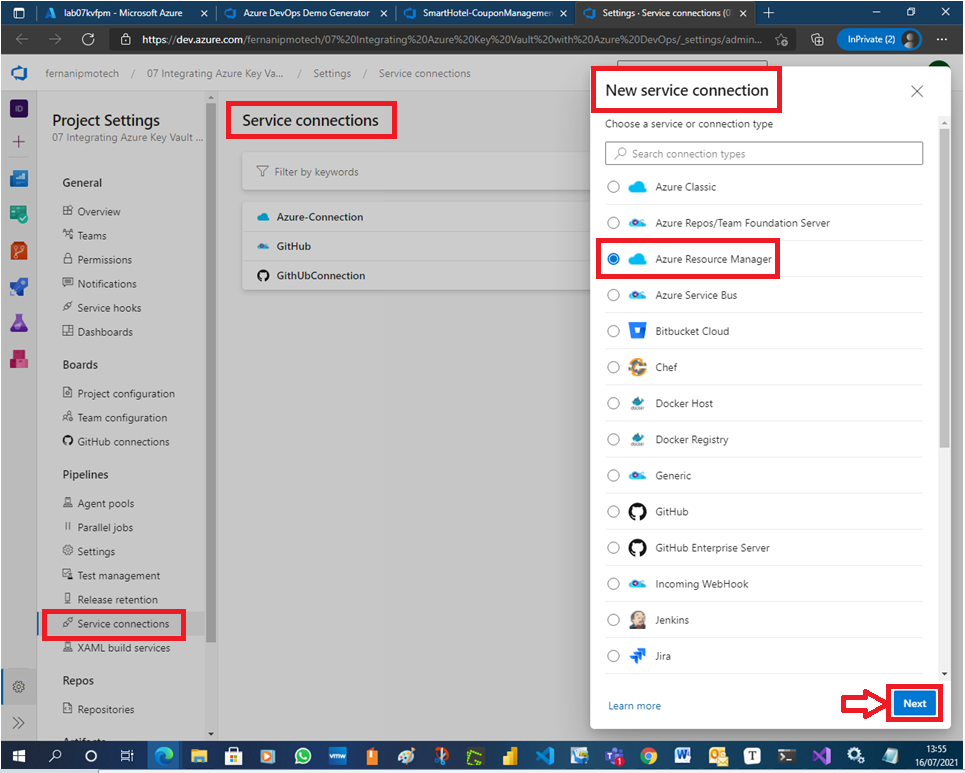 lab07kvfpm - Microsoft Azure
Azure DevOps Demo Generator
SmartHotel-CouponManagemen
Settings · Service connections (07
https://dev.azure.com/fernanipmotech/07%20Integrating%20Azure%20Key%20Vault%20with%20Azure%20DevOps/_settings/admin...
InPrivate (2)
fernanipmotech / 07 Integrating Azure Key Va... / Settings / Service connections
ID
Project Settings
07 Integrating Azure Key Vault ...
General
Overview
Teams
Permissions
Notifications
Service hooks
Dashboards
Boards
Project configuration
Team configuration
GitHub connections
Pipelines
Agent pools
Parallel jobs
Settings
Test management
Release retention
Service connections
XAML build services
Repos
Repositories
Artifacts
Service connections
Filter by keywords
Azure-Connection
GitHub
GithUbConnection
New service connection
Choose a service or connection type
Search connection types
Azure Classic
Azure Repos/Team Foundation Server
Azure Resource Manager
Azure Service Bus
Bitbucket Cloud
Chef
Docker Host
Docker Registry
Generic
GitHub
GitHub Enterprise Server
Incoming WebHook
Jenkins
Jira
Learn more
Next
vmw
13:55
16/07/2021